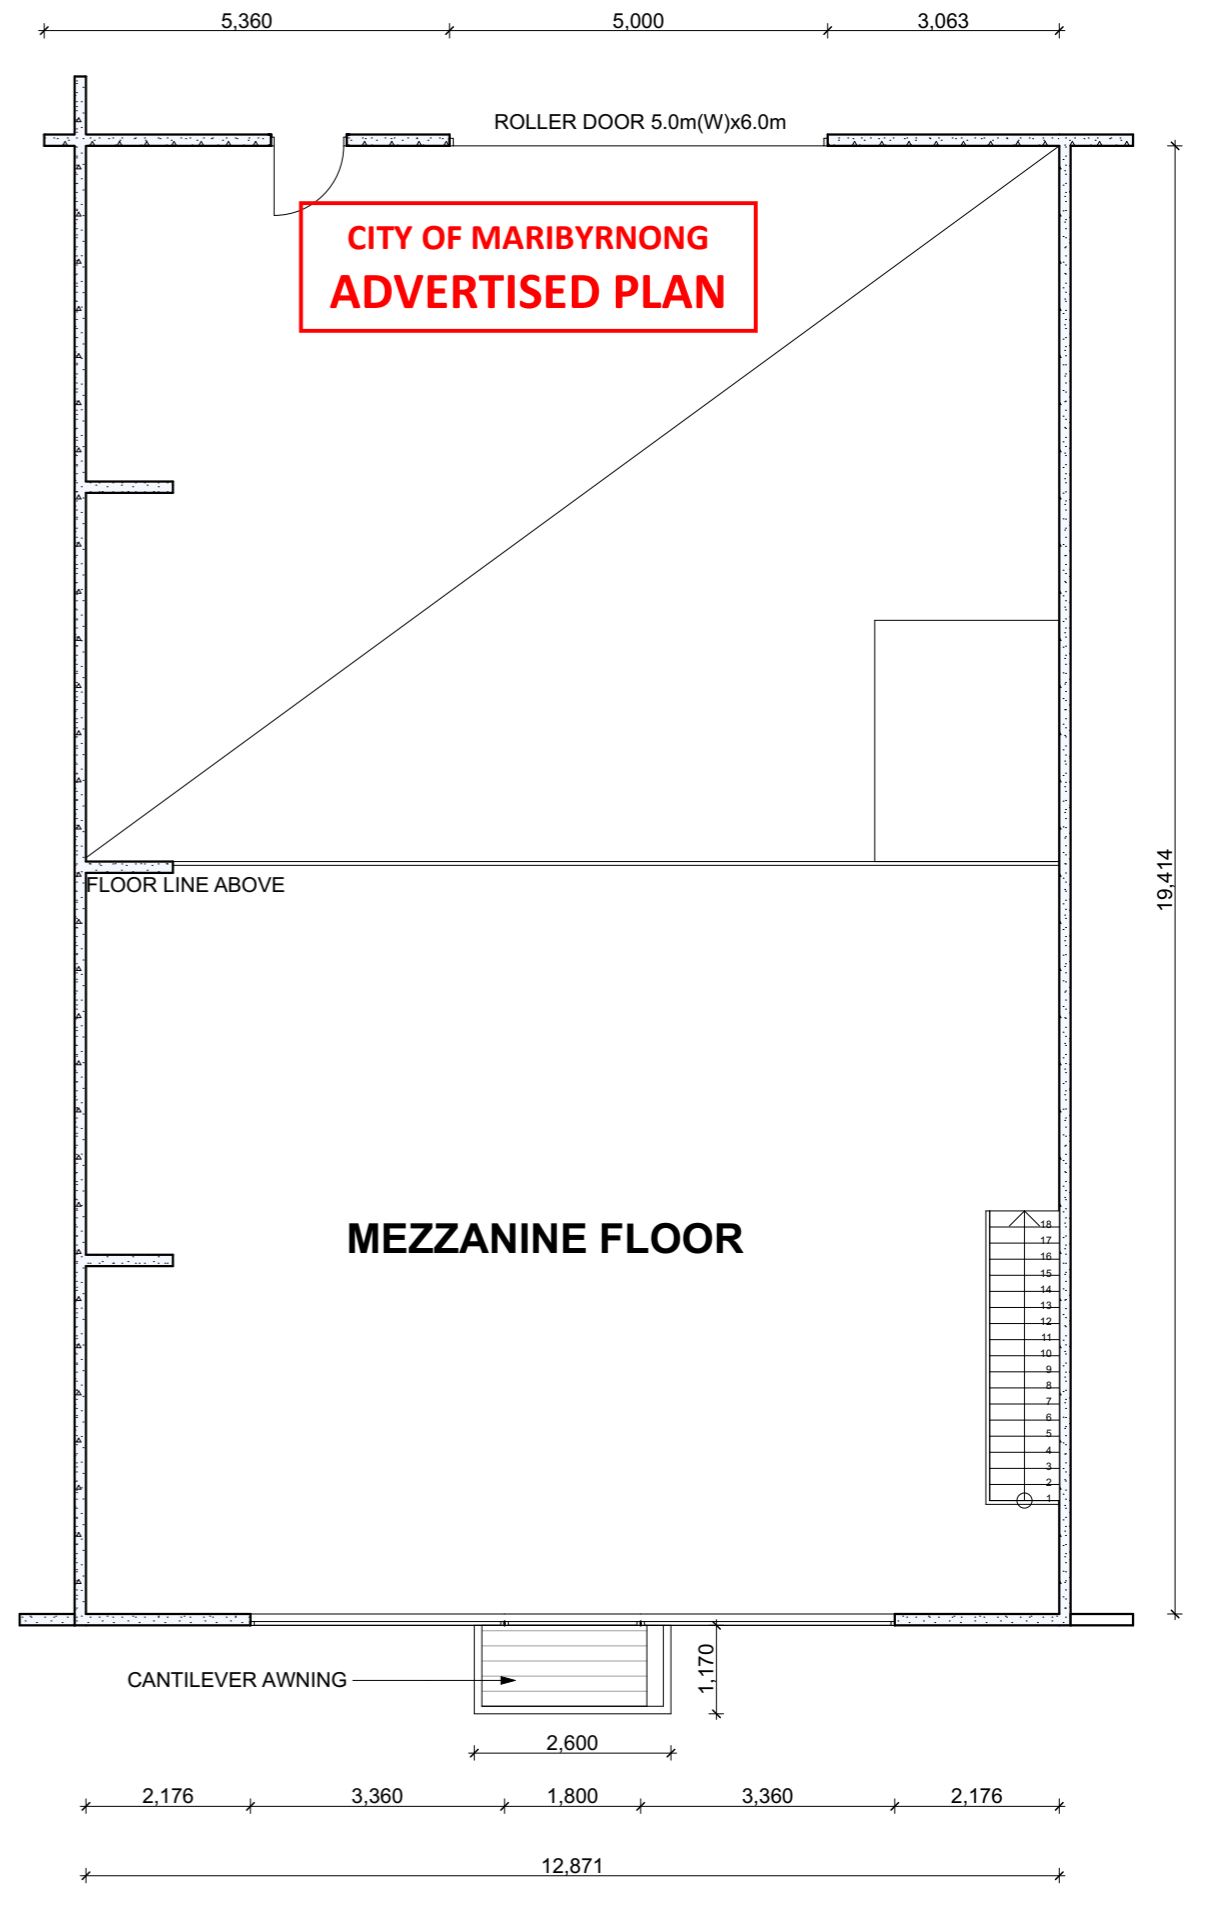 5,360 5,000 3,063
ROLLER DOOR 5.0m(W)x6.0m
CITY OF MARIBYRNONG
ADVERTISED PLAN
19,414
FLOOR LINE ABOVE
MEZZANINE FLOOR
18
17
16
15
14
13
12
11
10
9
8
7
6
5
4
3
2
1
CANTILEVER AWNING
1,170
2,600
2,176 3,360 1,800 3,360 2,176
12,871